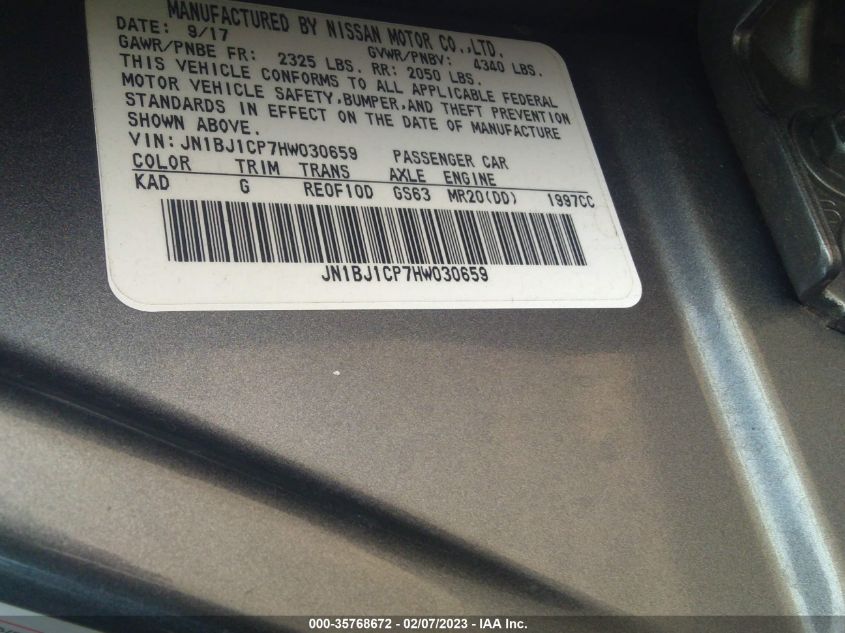 MANUFACTURED BY NISSAN MOTOR CO.,LTD.
DATE: 9/17 GVWR/PNBV: 4340 LBS.
GAWR/PNBE FR: 2325 LBS. RR: 2050 LBS.
THIS VEHICLE CONFORMS TO ALL APPLICABLE FEDERAL
MOTOR VEHICLE SAFETY,BUMPER,AND THEFT PREVENTION
STANDARDS IN EFFECT ON THE DATE OF MANUFACTURE
SHOWN ABOVE.
VIN: JN1BJ1CP7HW030659 PASSENGER CAR
COLOR TRIM TRANS AXLE ENGINE
KAD G RE0F10D GS63 MR20(DD) 1997CC
JN1BJ1CP7HW030659
000-35768672 - 02/07/2023 - IAA Inc.